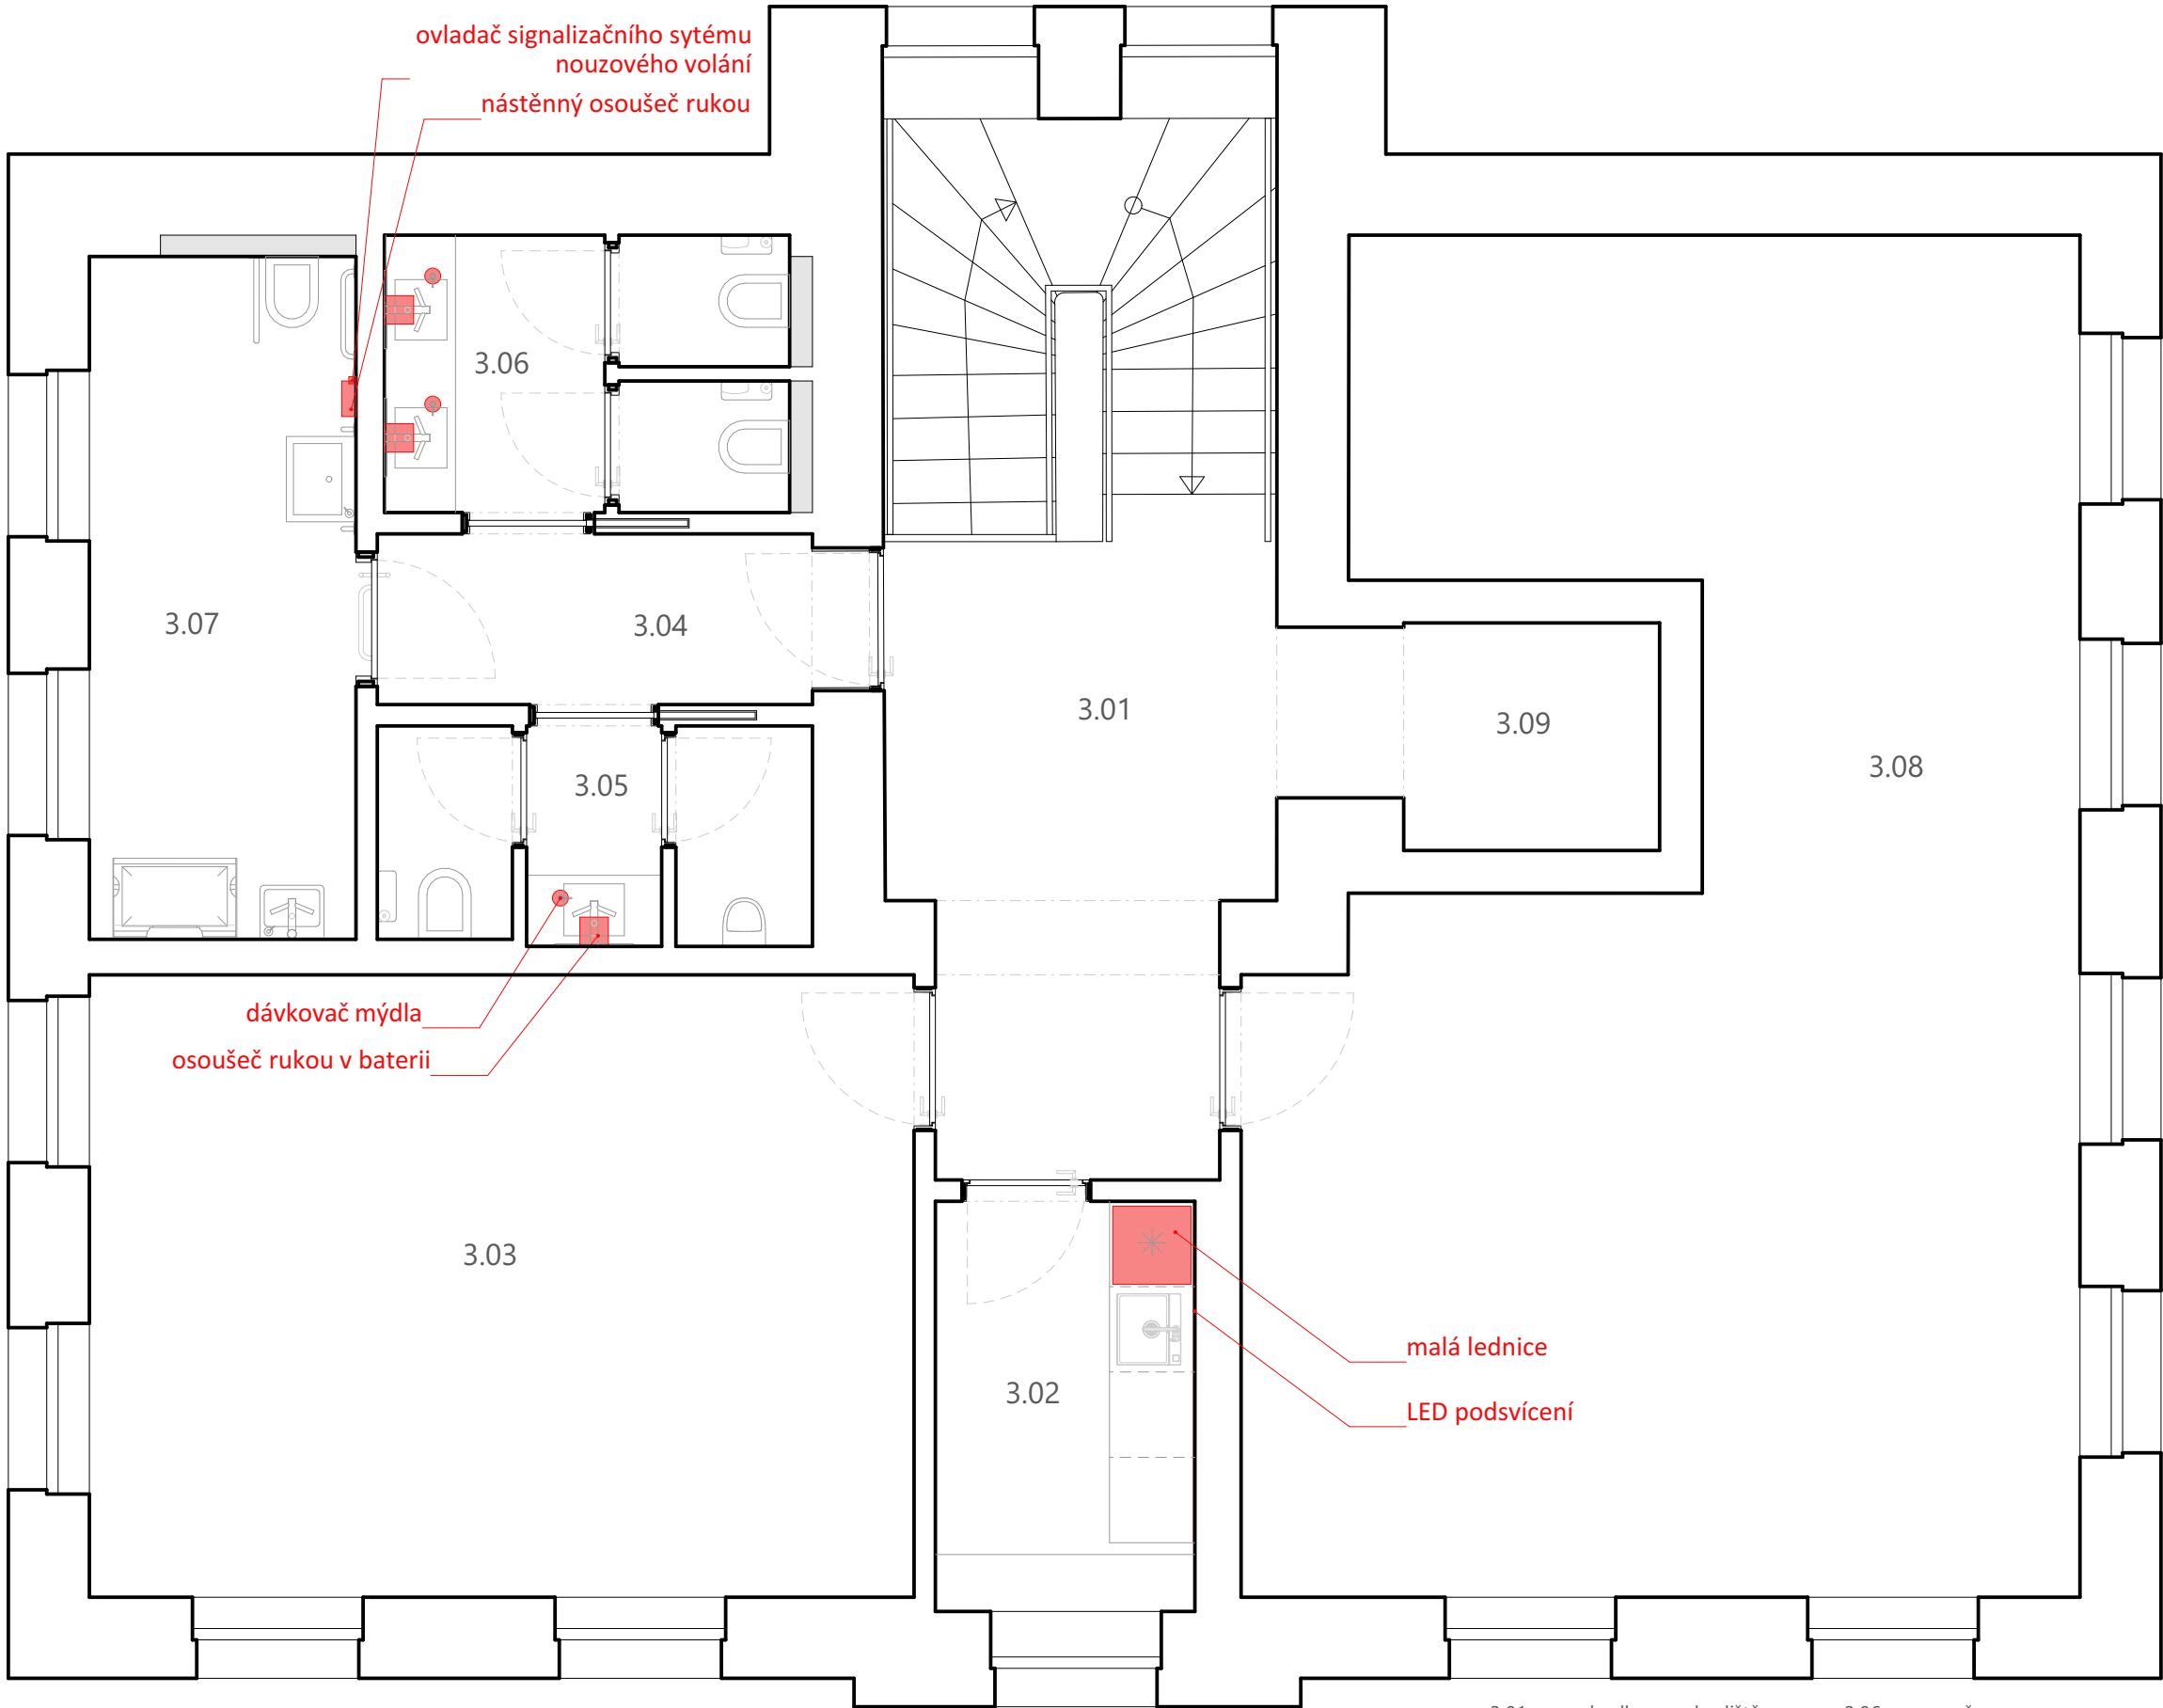 ovladač signalizačního sytému
nouzového volání
nástěnný osoušeč rukou
3.06
3.07
3.04
3.01
3.09
3.08
3.05
dávkovač mýdla
osoušeč rukou v baterii
3.03
malá lednice
3.02
LED podsvícení